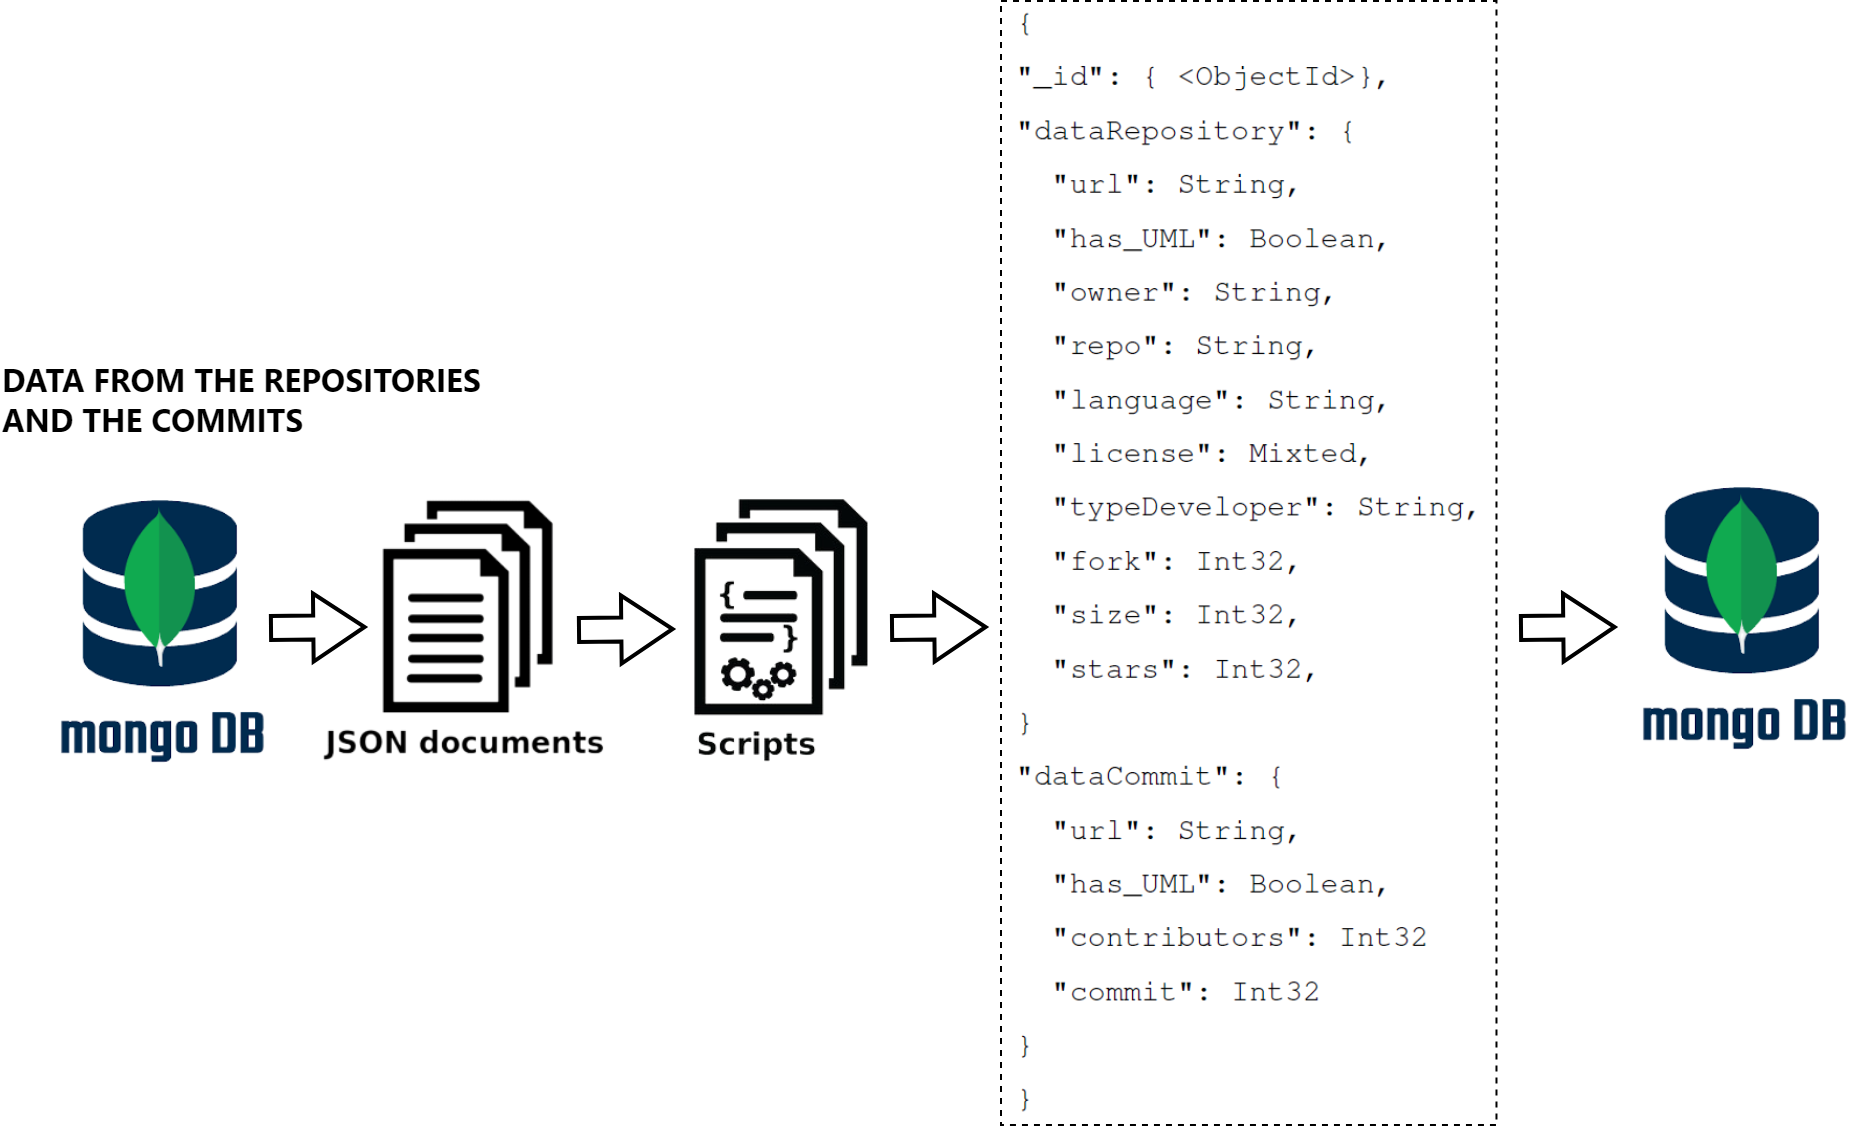 DATA FROM THE REPOSITORIES
AND THE COMMITS
mongo DB
JSON documents
{
}
Scripts
{
"_id": { <ObjectId>},
"dataRepository": {
"url": String,
"has_UML": Boolean,
"owner": String,
"repo": String,
"language": String,
"license": Mixted,
"typeDeveloper": String,
"fork": Int32,
"size": Int32,
"stars": Int32,
}
"dataCommit": {
"url": String,
"has_UML": Boolean,
"contributors": Int32
"commit": Int32
}
}
mongo DB